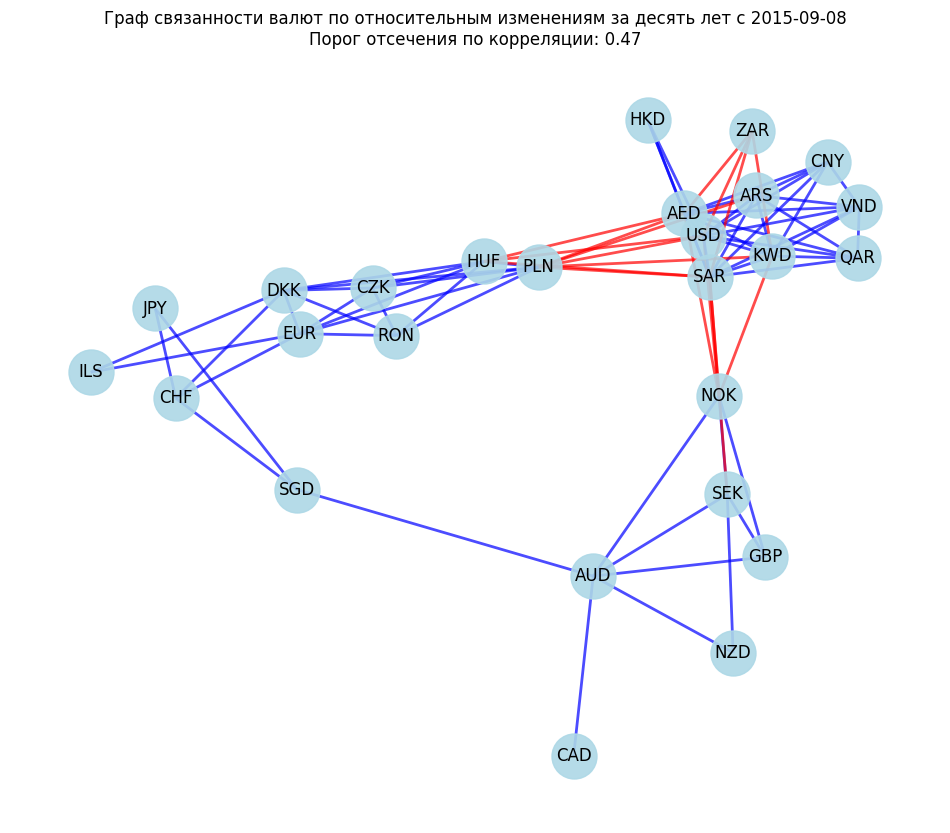 Граф связанности валют по относительным изменениям за десять лет с 2015-09-08
Порог отсечения по корреляции: 0.47
HKD
ZAR
CNY
ARS
VND
AED
USD
KWD
QAR
HUF
PLN
SAR
DKK
CZK
JPY
EUR
RON
ILS
CHF
NOK
SGD
SEK
GBP
AUD
NZD
CAD